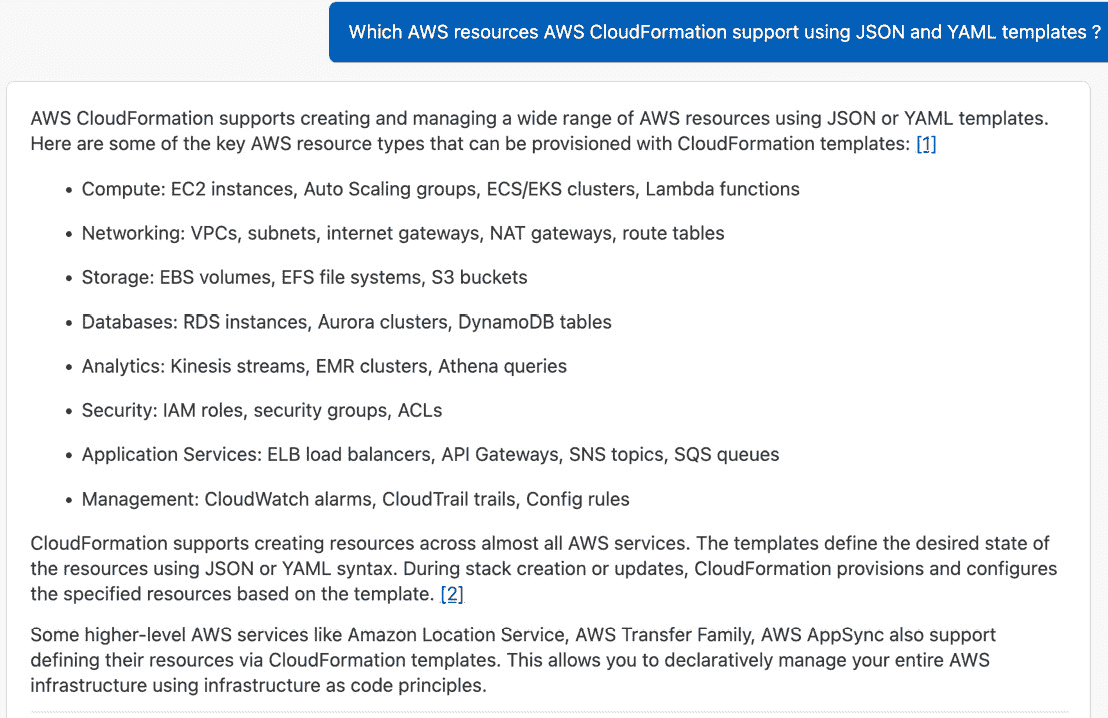 Which AWS resources AWS CloudFormation support using JSON and YAML templates ?
AWS CloudFormation supports creating and managing a wide range of AWS resources using JSON or YAML templates.
Here are some of the key AWS resource types that can be provisioned with CloudFormation templates: [1]
• Compute: EC2 instances, Auto Scaling groups, ECS/EKS clusters, Lambda functions
• Networking: VPCs, subnets, internet gateways, NAT gateways, route tables
• Storage: EBS volumes, EFS file systems, S3 buckets
• Databases: RDS instances, Aurora clusters, DynamoDB tables
• Analytics: Kinesis streams, EMR clusters, Athena queries
• Security: IAM roles, security groups, ACLs
• Application Services: ELB load balancers, API Gateways, SNS topics, SQS queues
• Management: CloudWatch alarms, CloudTrail trails, Config rules
CloudFormation supports creating resources across almost all AWS services. The templates define the desired state of
the resources using JSON or YAML syntax. During stack creation or updates, CloudFormation provisions and configures
the specified resources based on the template. [2]
Some higher-level AWS services like Amazon Location Service, AWS Transfer Family, AWS AppSync also support
defining their resources via CloudFormation templates. This allows you to declaratively manage your entire AWS
infrastructure using infrastructure as code principles.